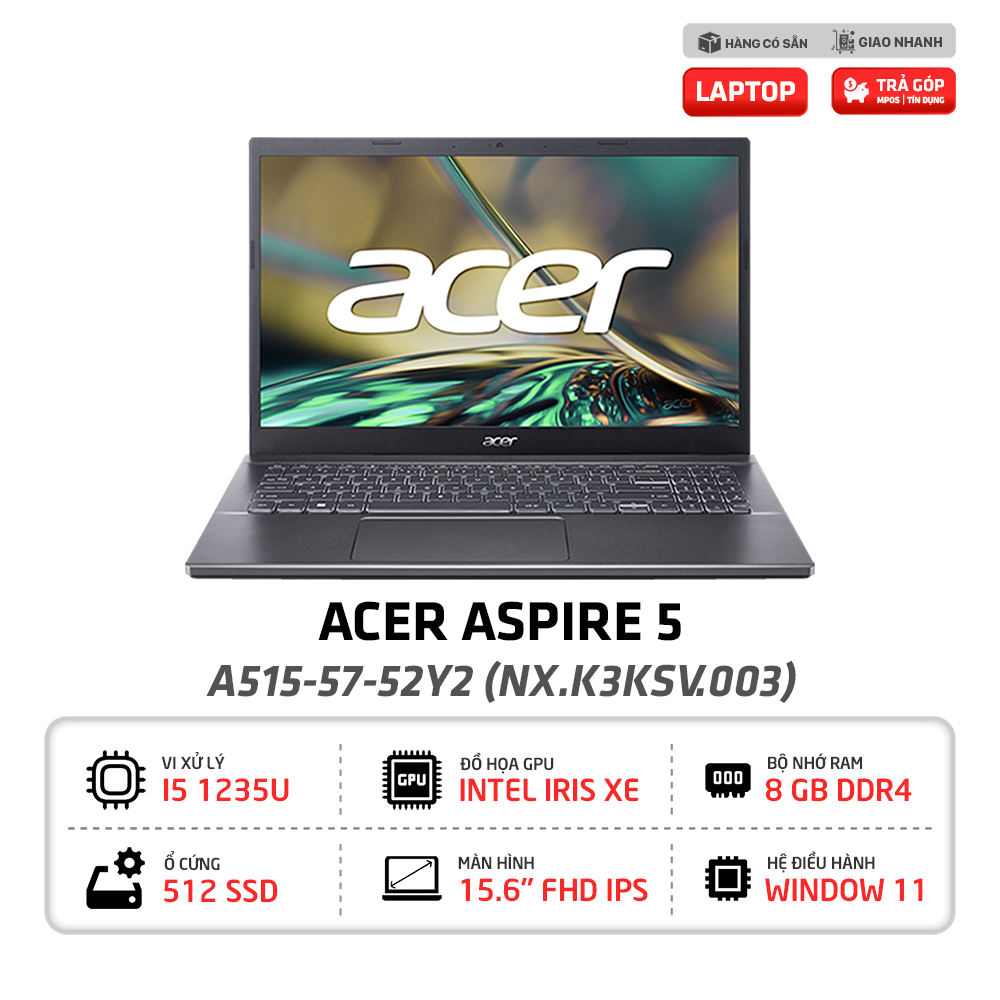 HÀNG CÓ SẴN
GIAO NHANH
LAPTOP
TRẢ GÓP
MPOS | TÍN DỤNG
acer
acer
acer
ACER ASPIRE 5
A515-57-52Y2 (NX.K3KSV.003)
VI XỬ LÝ
I5 1235U
GPU
ĐỒ HỌA GPU
INTEL IRIS XE
BỘ NHỚ RAM
8 GB DDR4
Ổ CỨNG
512 SSD
MÀN HÌNH
15.6” FHD IPS
HỆ ĐIỀU HÀNH
WINDOW 11